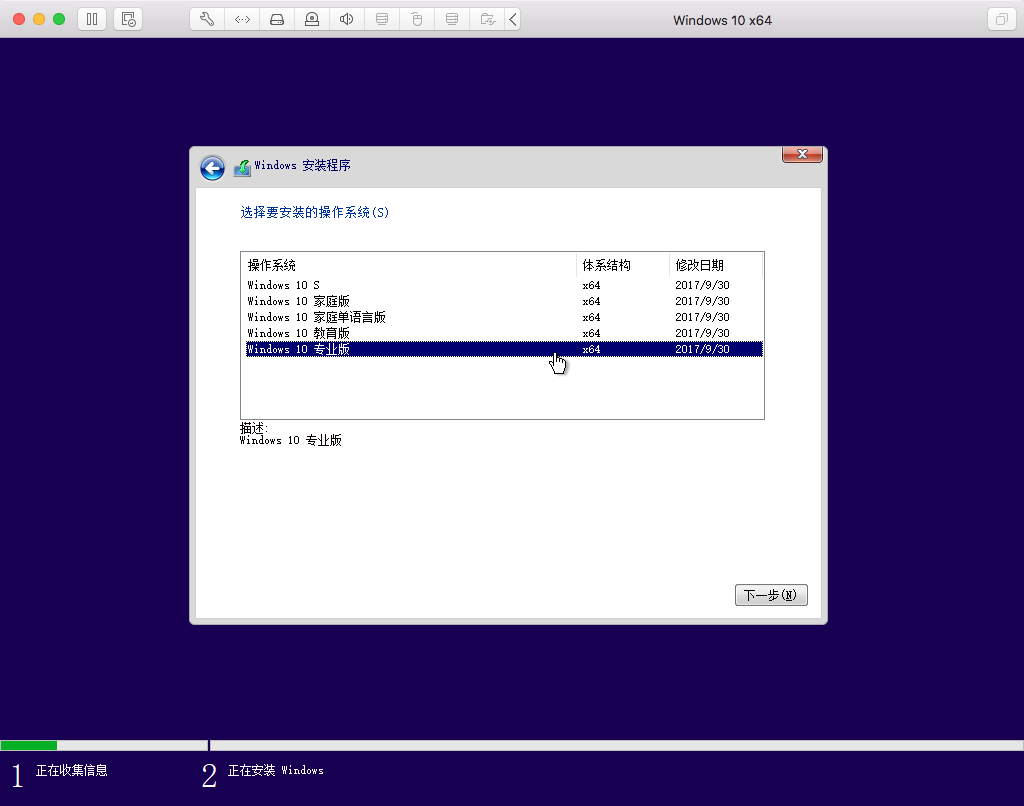 Windows 10 x64
Windows 安装程序
选择要安装的操作系统(S)
操作系统 体系结构 修改日期
Windows 10 S x64 2017/9/30
Windows 10 家庭版 x64 2017/9/30
Windows 10 家庭单语言版 x64 2017/9/30
Windows 10 教育版 x64 2017/9/30
Windows 10 专业版 x64 2017/9/30
描述:
Windows 10 专业版
下一步(N)
1 正在收集信息 2 正在安装 Windows